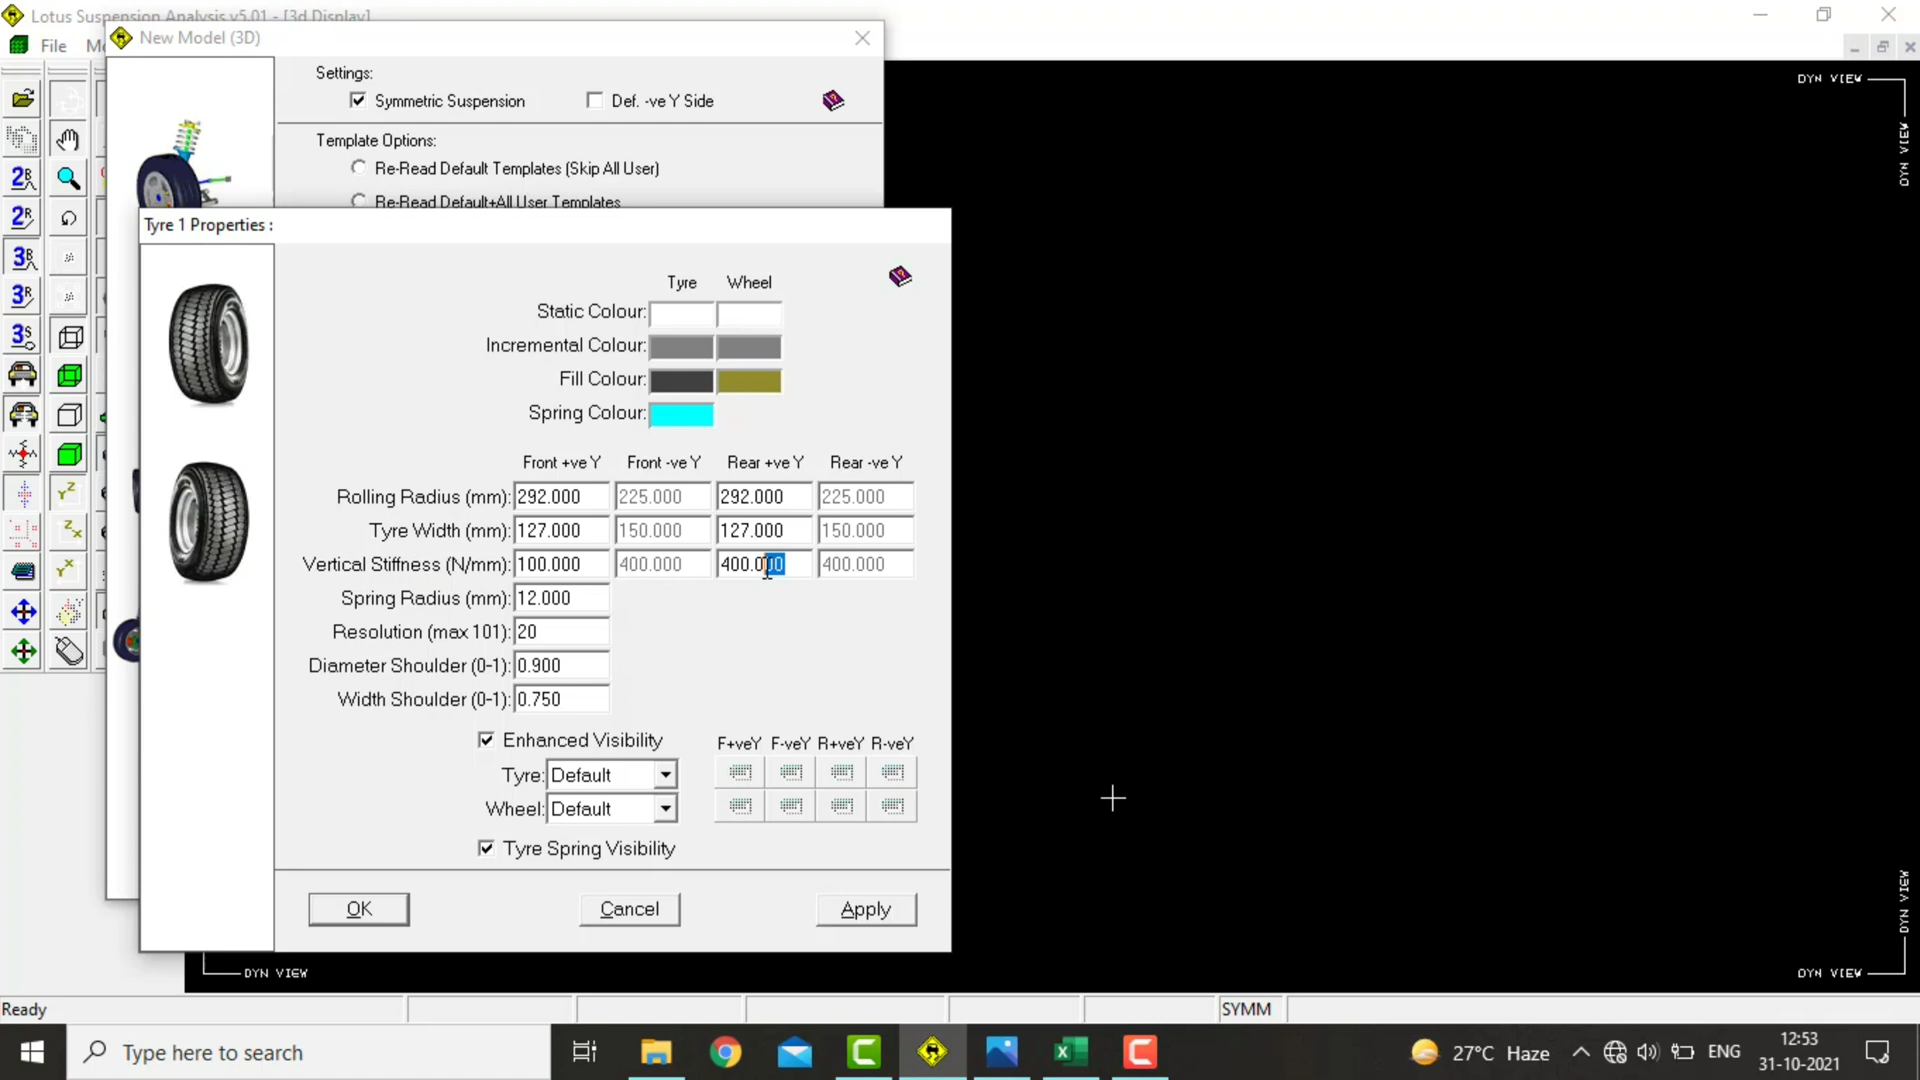 Lotus Suspension Analysis v5.01 - [3d Display]
File
New Model (3D)
Settings:
Symmetric Suspension
Def. -ve Y Side
Template Options:
Re-Read Default Templates (Skip All User)
Re-Read Default+All User Templates
Tyre 1 Properties :
Tyre Wheel
Static Colour:
Incremental Colour:
Fill Colour:
Spring Colour:
Front +ve Y Front -ve Y Rear +ve Y Rear -ve Y
Rolling Radius (mm): 292.000 225.000 292.000 225.000
Tyre Width (mm): 127.000 150.000 127.000 150.000
Vertical Stiffness (N/mm): 100.000 400.000 400.000 400.000
Spring Radius (mm): 12.000
Resolution (max 101): 20
Diameter Shoulder (0-1): 0.900
Width Shoulder (0-1): 0.750
Enhanced Visibility
F+veY F-veY R+veY R-veY
Tyre: Default
Wheel: Default
Tyre Spring Visibility
OK Cancel Apply
DYN VIEW
DYN VIEW
DYN VIEW
DYN VIEW
DYN VIEW
Ready
SYMM
Type here to search
27°C Haze
ENG
12:53
31-10-2021